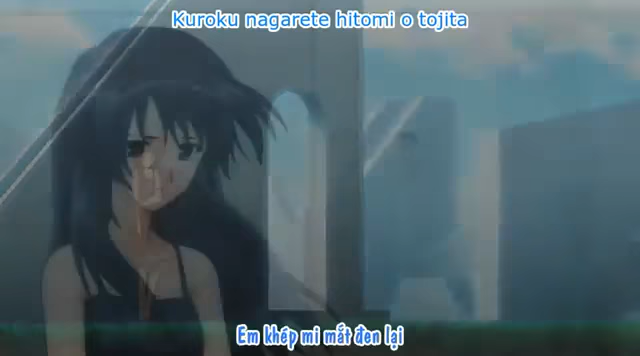 Kuroku nagarete hitomi o tojita
Em khép mi mắt đen lại